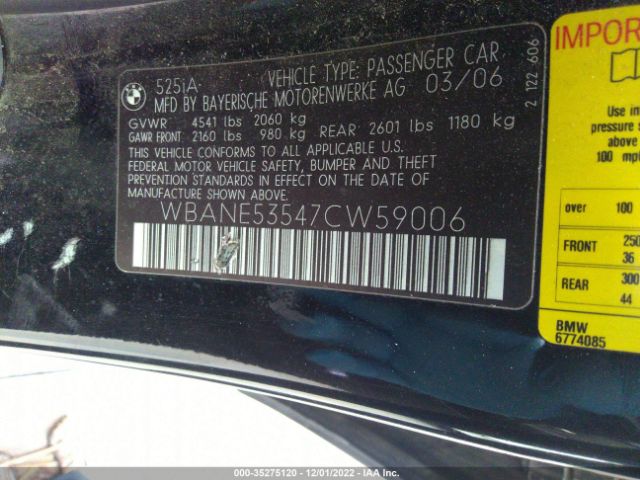 BMW
525iA VEHICLE TYPE: PASSENGER CAR
MFD BY BAYERISCHE MOTORENWERKE AG 03/06
GVWR 4541 lbs 2060 kg
GAWR FRONT 2160 lbs 980 kg REAR 2601 lbs 1180 kg
THIS VEHICLE CONFORMS TO ALL APPLICABLE U.S.
FEDERAL MOTOR VEHICLE SAFETY, BUMPER AND THEFT
PREVENTION STANDARDS IN EFFECT ON THE DATE OF
MANUFACTURE SHOWN ABOVE.
WBANE53547CW59006
2 122 606
IMPOR
Use in
pressure s
above
100 mp
over 100
FRONT 250
36
REAR 300
44
BMW
6774085
000-35275120 - 12/01/2022 - IAA Inc.